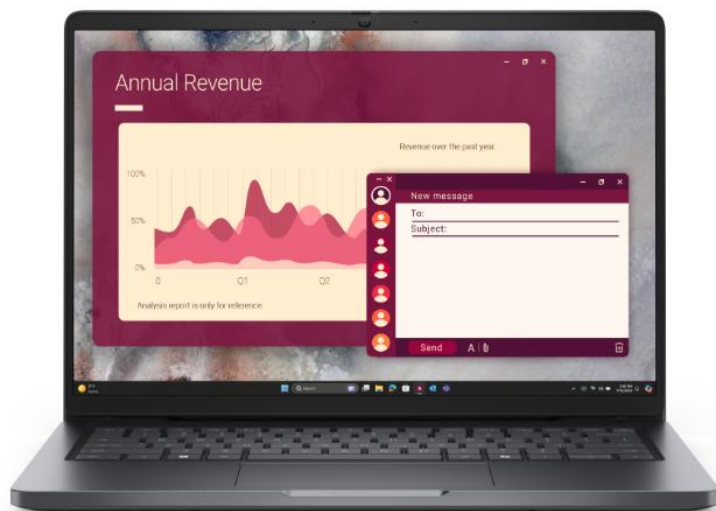 Annual Revenue
Revenue over the past year.
100%
50%
0%
0 Q1 Q2
Analysis report is only for reference.
New message
To:
Subject:
Send A
Search